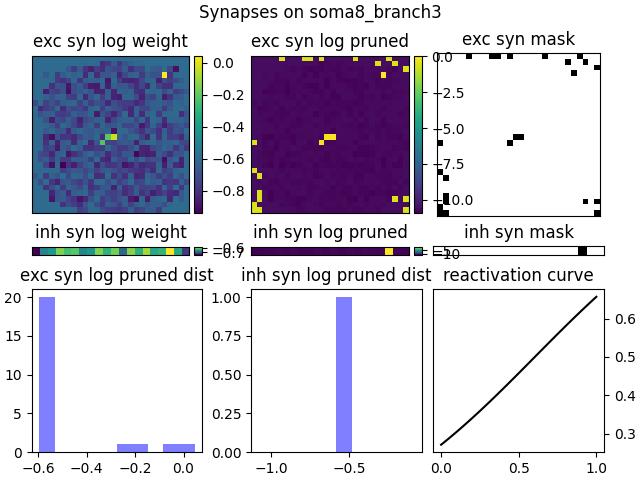 Synapses on soma8_branch3
exc syn log weight
exc syn log pruned
exc syn mask
0.0
−0.2
−0.4
−0.6
−0.8
0.0
−2.5
−5.0
−7.5
−10.0
inh syn log weight
inh syn log pruned
inh syn mask
−0.6
−0.7
−10
exc syn log pruned dist
inh syn log pruned dist
reactivation curve
20
15
10
5
0
−0.6 −0.4 −0.2 0.0
1.00
0.75
0.50
0.25
0.00
−1.0 −0.5
0.6
0.5
0.4
0.3
0.0 0.5 1.0